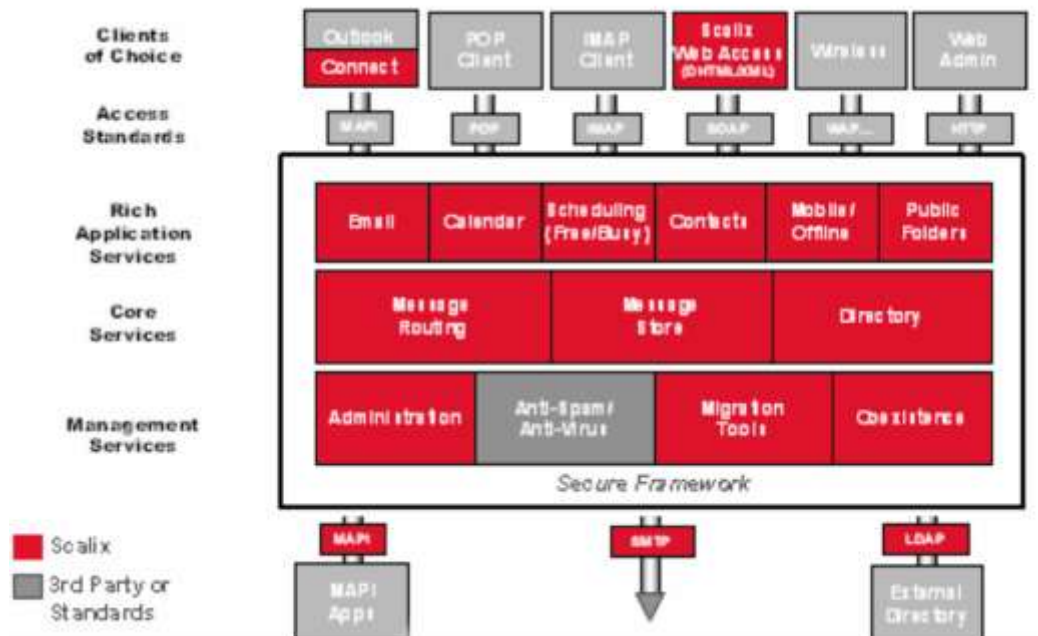 Clients
of Choice
Outlook
Connect
POP
Client
IMAP
Client
Scalix
Web Access
(DHTML/XML)
Wireless
Web
Admin
Access
Standards
MAPI
POP
IMAP
SOAP
WAP...
HTTP
Rich
Application
Services
Email
Calendar
Scheduling
(Free/Busy)
Contacts
Mobile/
Offline
Public
Folders
Core
Services
Message
Routing
Message
Store
Directory
Management
Services
Administration
Anti-Spam/
Anti-Virus
Migration
Tools
Coexistence
Secure Framework
MAPI
SMTP
LDAP
Scalix
3rd Party or
Standards
MAPI
Apps
External
Directory